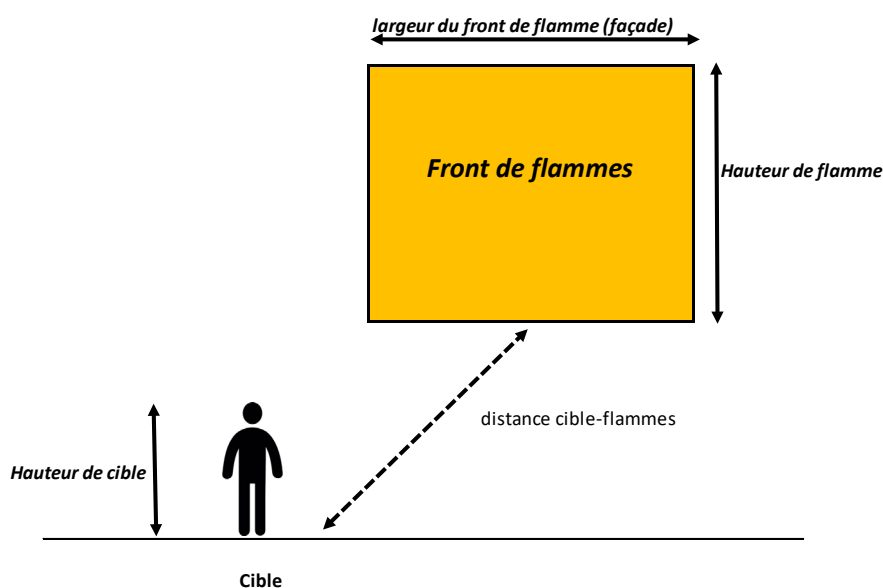 largeur du front de flamme (façade)
Front de flammes
Hauteur de flamme
distance cible-flammes
Hauteur de cible
Cible